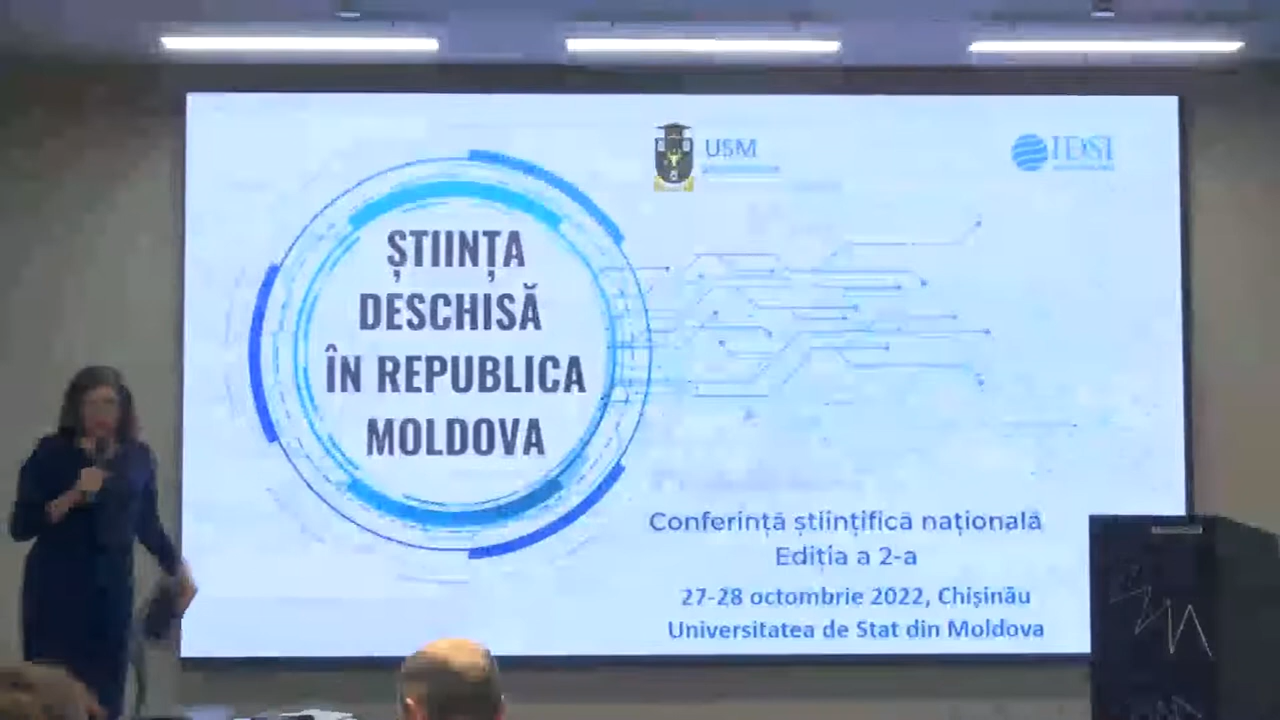 USM
IDSI
ȘTIINȚA
DESCHISĂ
ÎN REPUBLICA
MOLDOVA
Conferință științifică națională
Ediția a 2-a
27-28 octombrie 2022, Chișinău
Universitatea de Stat din Moldova